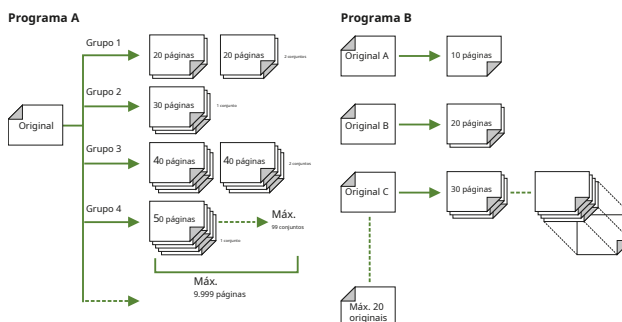 Programa A
Grupo 1
20 páginas
20 páginas
2 conjuntos
Grupo 2
30 páginas
1 conjunto
Original
Grupo 3
40 páginas
40 páginas
2 conjuntos
Grupo 4
50 páginas
1 conjunto
Máx.
99 conjuntos
Máx.
9.999 páginas
Programa B
Original A
10 páginas
Original B
20 páginas
Original C
30 páginas
Máx. 20
originais